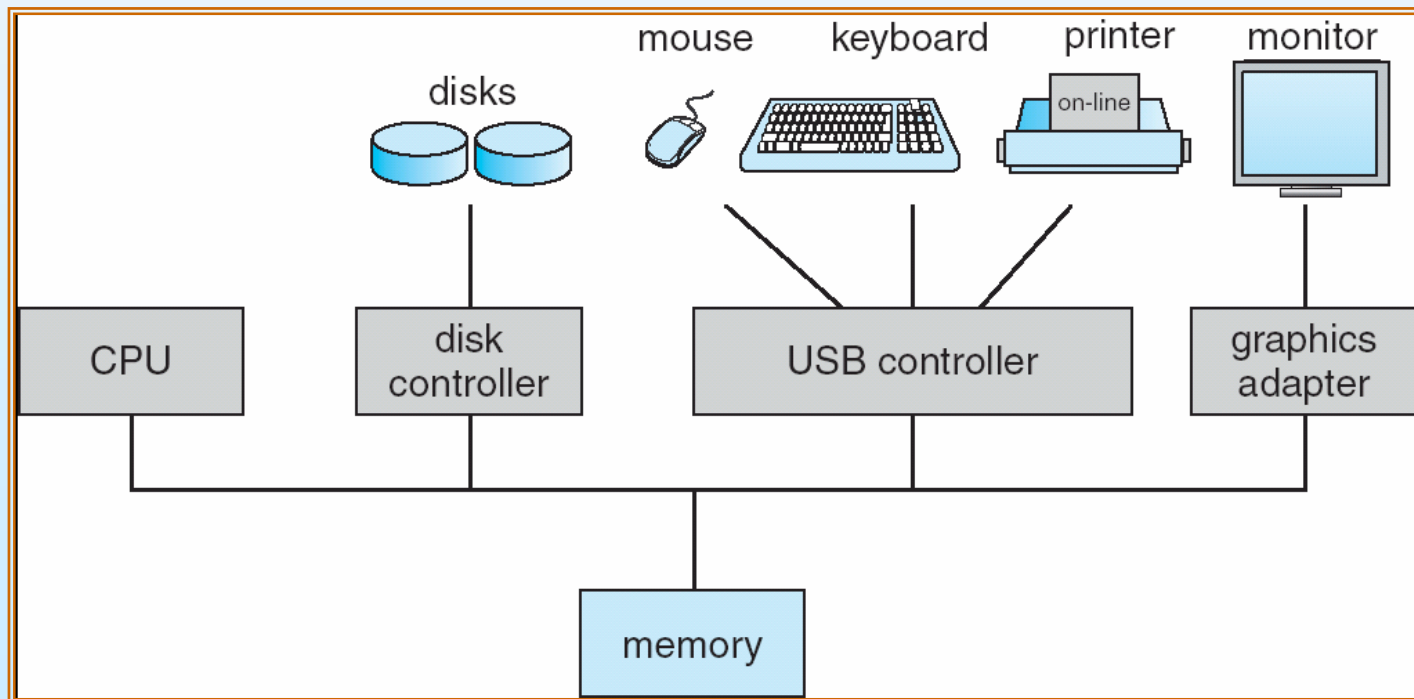 mouse
keyboard
printer
monitor
disks
on-line
CPU
disk
controller
USB controller
graphics
adapter
memory